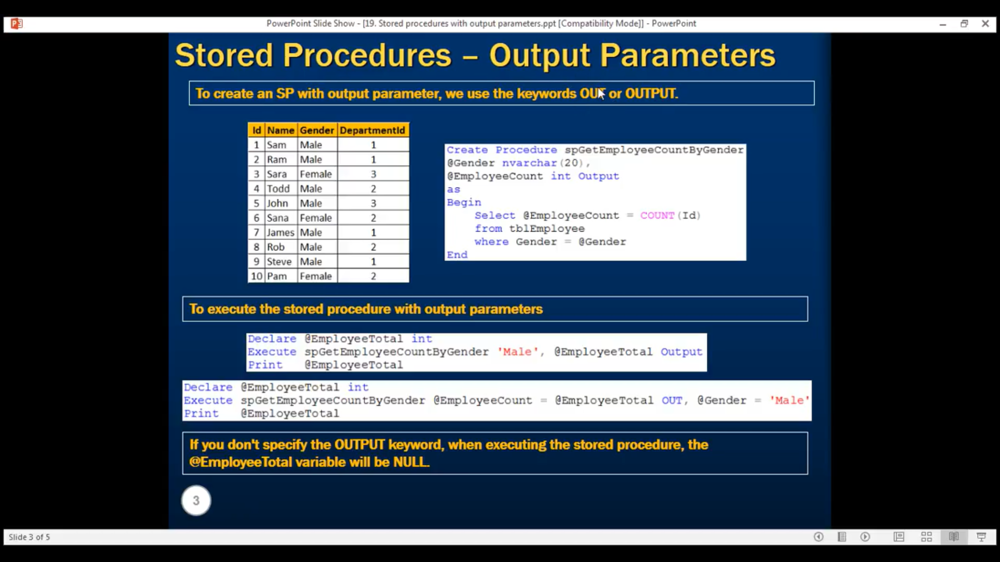 PowerPoint Slide Show - [19. Stored procedures with output parameters.ppt [Compatibility Mode]] - PowerPoint
Stored Procedures – Output Parameters
To create an SP with output parameter, we use the keywords OUT or OUTPUT.
Id Name Gender DepartmentId
1 Sam Male 1
2 Ram Male 1
3 Sara Female 3
4 Todd Male 2
5 John Male 3
6 Sana Female 2
7 James Male 1
8 Rob Male 2
9 Steve Male 1
10 Pam Female 2
Create Procedure spGetEmployeeCountByGender
@Gender nvarchar(20),
@EmployeeCount int Output
as
Begin
Select @EmployeeCount = COUNT(Id)
from tblEmployee
where Gender = @Gender
End
To execute the stored procedure with output parameters
Declare @EmployeeTotal int
Execute spGetEmployeeCountByGender 'Male', @EmployeeTotal Output
Print @EmployeeTotal
Declare @EmployeeTotal int
Execute spGetEmployeeCountByGender @EmployeeCount = @EmployeeTotal OUT, @Gender = 'Male'
Print @EmployeeTotal
If you don't specify the OUTPUT keyword, when executing the stored procedure, the
@EmployeeTotal variable will be NULL.
3
Slide 3 of 5